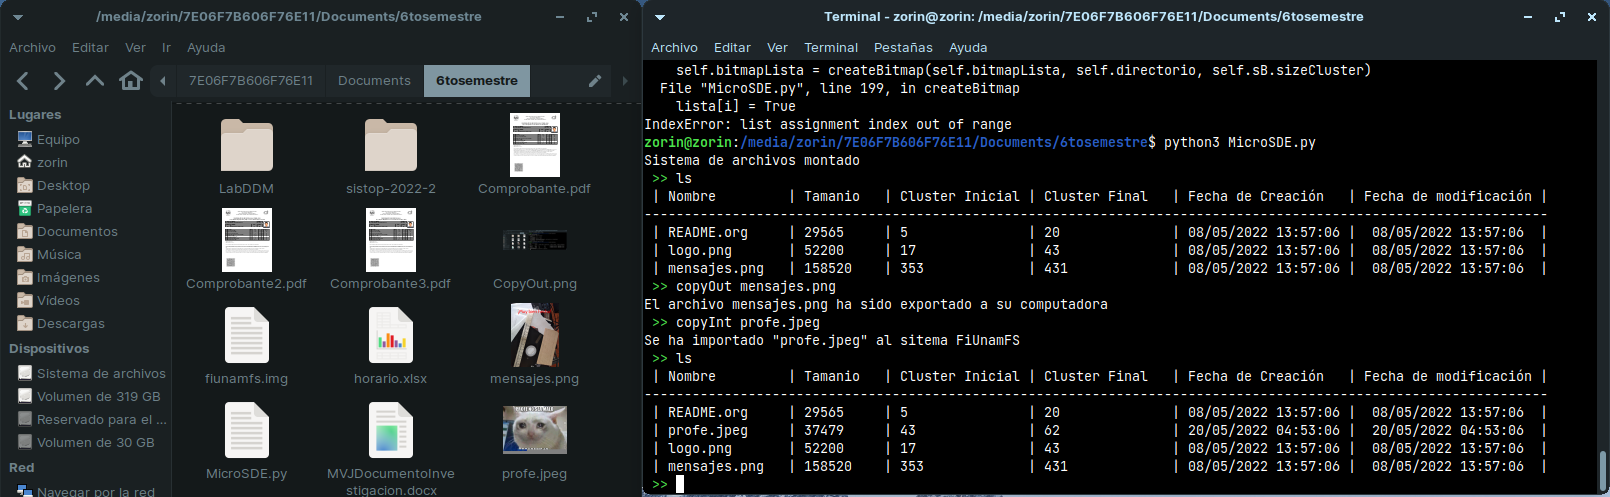 /media/zorin/7E06F7B606F76E11/Documents/6tosemestre
Archivo Editar Ver Ir Ayuda
7E06F7B606F76E11 Documents 6tosemestre
Lugares
Equipo
zorin
Desktop
Papelera
Documentos
Música
Imágenes
Vídeos
Descargas
Dispositivos
Sistema de archivos
Volumen de 319 GB
Reservado para el ...
Volumen de 30 GB
Red
Navegar por la red
LabDDM
sistop-2022-2
Comprobante.pdf
Comprobante2.pdf
Comprobante3.pdf
CopyOut.png
fiunamfs.img
horario.xlsx
mensajes.png
MicroSDE.py
MVJDocumentoInve
stigacion.docx
profe.jpeg
Terminal - zorin@zorin: /media/zorin/7E06F7B606F76E11/Documents/6tosemestre
Archivo Editar Ver Terminal Pestañas Ayuda
self.bitmapLista = createBitmap(self.bitmapLista, self.directorio, self.sB.sizeCluster)
File "MicroSDE.py", line 199, in createBitmap
lista[i] = True
IndexError: list assignment index out of range
zorin@zorin:/media/zorin/7E06F7B606F76E11/Documents/6tosemestre$ python3 MicroSDE.py
Sistema de archivos montado
>> ls
| Nombre | Tamanio | Cluster Inicial | Cluster Final | Fecha de Creación | Fecha de modificación |
-----------------------------------------------------------------------------------------------------------------
| README.org | 29565 | 5 | 20 | 08/05/2022 13:57:06 | 08/05/2022 13:57:06 |
| logo.png | 52200 | 17 | 43 | 08/05/2022 13:57:06 | 08/05/2022 13:57:06 |
| mensajes.png | 158520 | 353 | 431 | 08/05/2022 13:57:06 | 08/05/2022 13:57:06 |
>> copyOut mensajes.png
El archivo mensajes.png ha sido exportado a su computadora
>> copyInt profe.jpeg
Se ha importado "profe.jpeg" al sitema FiUnamFS
>> ls
| Nombre | Tamanio | Cluster Inicial | Cluster Final | Fecha de Creación | Fecha de modificación |
-----------------------------------------------------------------------------------------------------------------
| README.org | 29565 | 5 | 20 | 08/05/2022 13:57:06 | 08/05/2022 13:57:06 |
| profe.jpeg | 37479 | 43 | 62 | 20/05/2022 04:53:06 | 20/05/2022 04:53:06 |
| logo.png | 52200 | 17 | 43 | 08/05/2022 13:57:06 | 08/05/2022 13:57:06 |
| mensajes.png | 158520 | 353 | 431 | 08/05/2022 13:57:06 | 08/05/2022 13:57:06 |
>>